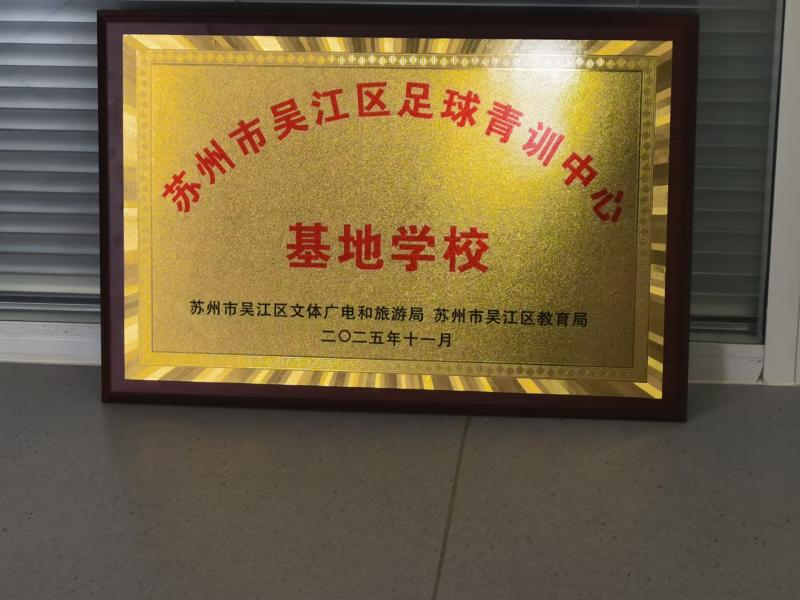 苏州市吴江区足球青训中心
基地学校
苏州市吴江区文体广电和旅游局 苏州市吴江区教育局
二〇二五年十一月